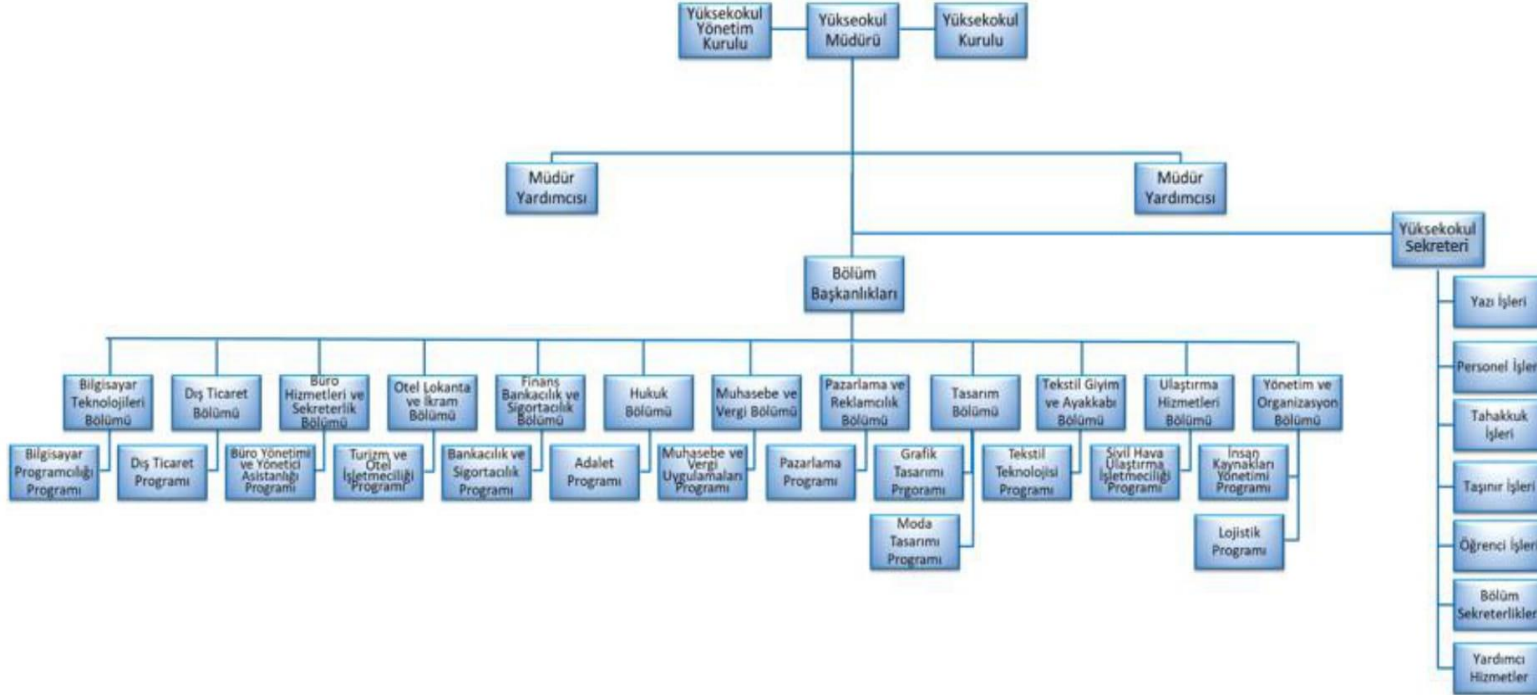 Yüksekokul
Yönetim
Kurulu
Yükseokul
Müdürü
Yüksekokul
Kurulu
Müdür
Yardımcısı
Müdür
Yardımcısı
Yüksekokul
Sekreteri
Bölüm
Başkanlıkları
Yazı İşleri
Personel İşler
Tahakkuk
İşleri
Taşınır İşleri
Öğrenci İşleri
Bölüm
Sekreterlikler
Yardımcı
Hizmetler
Bilgisayar
Teknolojileri
Bölümü
Dış Ticaret
Bölümü
Büro
Hizmetleri ve
Sekreterlik
Bölümü
Otel Lokanta
ve İkram
Bölümü
Finans
Bankacılık ve
Sigortacılık
Bölümü
Hukuk
Bölümü
Muhasebe ve
Vergi Bölümü
Pazarlama ve
Reklamcılık
Bölümü
Tasarım
Bölümü
Tekstil Giyim
ve Ayakkabı
Bölümü
Ulaştırma
Hizmetleri
Bölümü
Yönetim ve
Organizasyon
Bölümü
Bilgisayar
Programcılığı
Programı
Dış Ticaret
Programı
Büro Yönetimi
ve Yönetici
Asistanlığı
Programı
Turizm ve
Otel
İşletmeciliği
Programı
Bankacılık ve
Sigortacılık
Programı
Adalet
Programı
Muhasebe ve
Vergi
Uygulamaları
Programı
Pazarlama
Programı
Grafik
Tasarımı
Prgoramı
Tekstil
Teknolojisi
Programı
Sivil Hava
Ulaştırma
İşletmeciliği
Programı
İnsan
Kaynakları
Yönetimi
Programı
Moda
Tasarımı
Programı
Lojistik
Programı